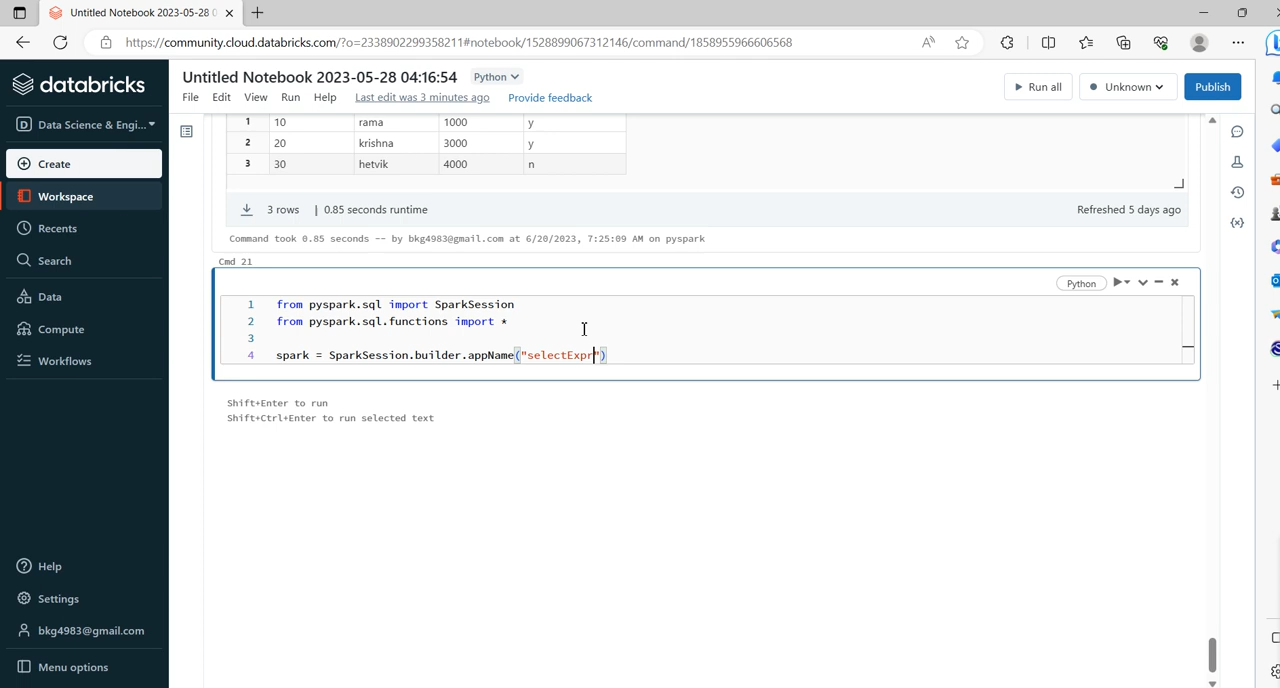 Untitled Notebook 2023-05-28 0
https://community.cloud.databricks.com/?o=2338902299358211#notebook/1528899067312146/command/1858955966606568
databricks
Untitled Notebook 2023-05-28 04:16:54 Python
File Edit View Run Help Last edit was 3 minutes ago Provide feedback
Run all Unknown Publish
D Data Science & Engi...
Create
Workspace
Recents
Search
Data
Compute
Workflows
Help
Settings
bkg4983@gmail.com
Menu options
1 10 rama 1000 y
2 20 krishna 3000 y
3 30 hetvik 4000 n
3 rows | 0.85 seconds runtime Refreshed 5 days ago
Command took 0.85 seconds -- by bkg4983@gmail.com at 6/20/2023, 7:25:09 AM on pyspark
Cmd 21
Python
1 from pyspark.sql import SparkSession
2 from pyspark.sql.functions import *
3
4 spark = SparkSession.builder.appName("selectExpr")
Shift+Enter to run
Shift+Ctrl+Enter to run selected text